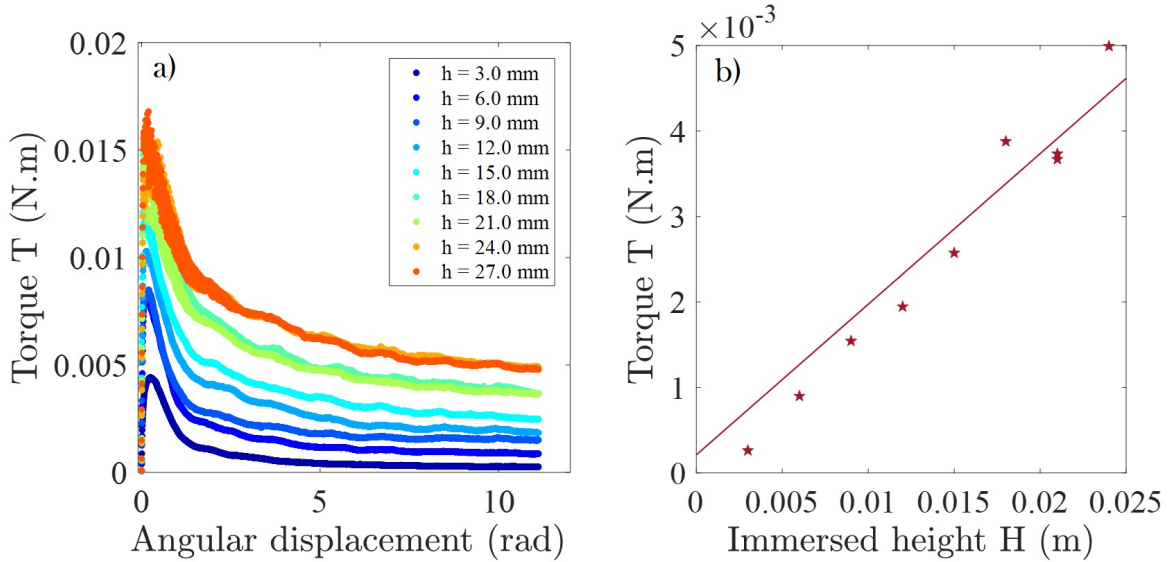 a)
Torque T (N.m)
0.02
0.015
0.01
0.005
0
0 5 10
Angular displacement (rad)
h = 3.0 mm
h = 6.0 mm
h = 9.0 mm
h = 12.0 mm
h = 15.0 mm
h = 18.0 mm
h = 21.0 mm
h = 24.0 mm
h = 27.0 mm
b)
×10⁻³
Torque T (N.m)
5
4
3
2
1
0
0 0.005 0.01 0.015 0.02 0.025
Immersed height H (m)